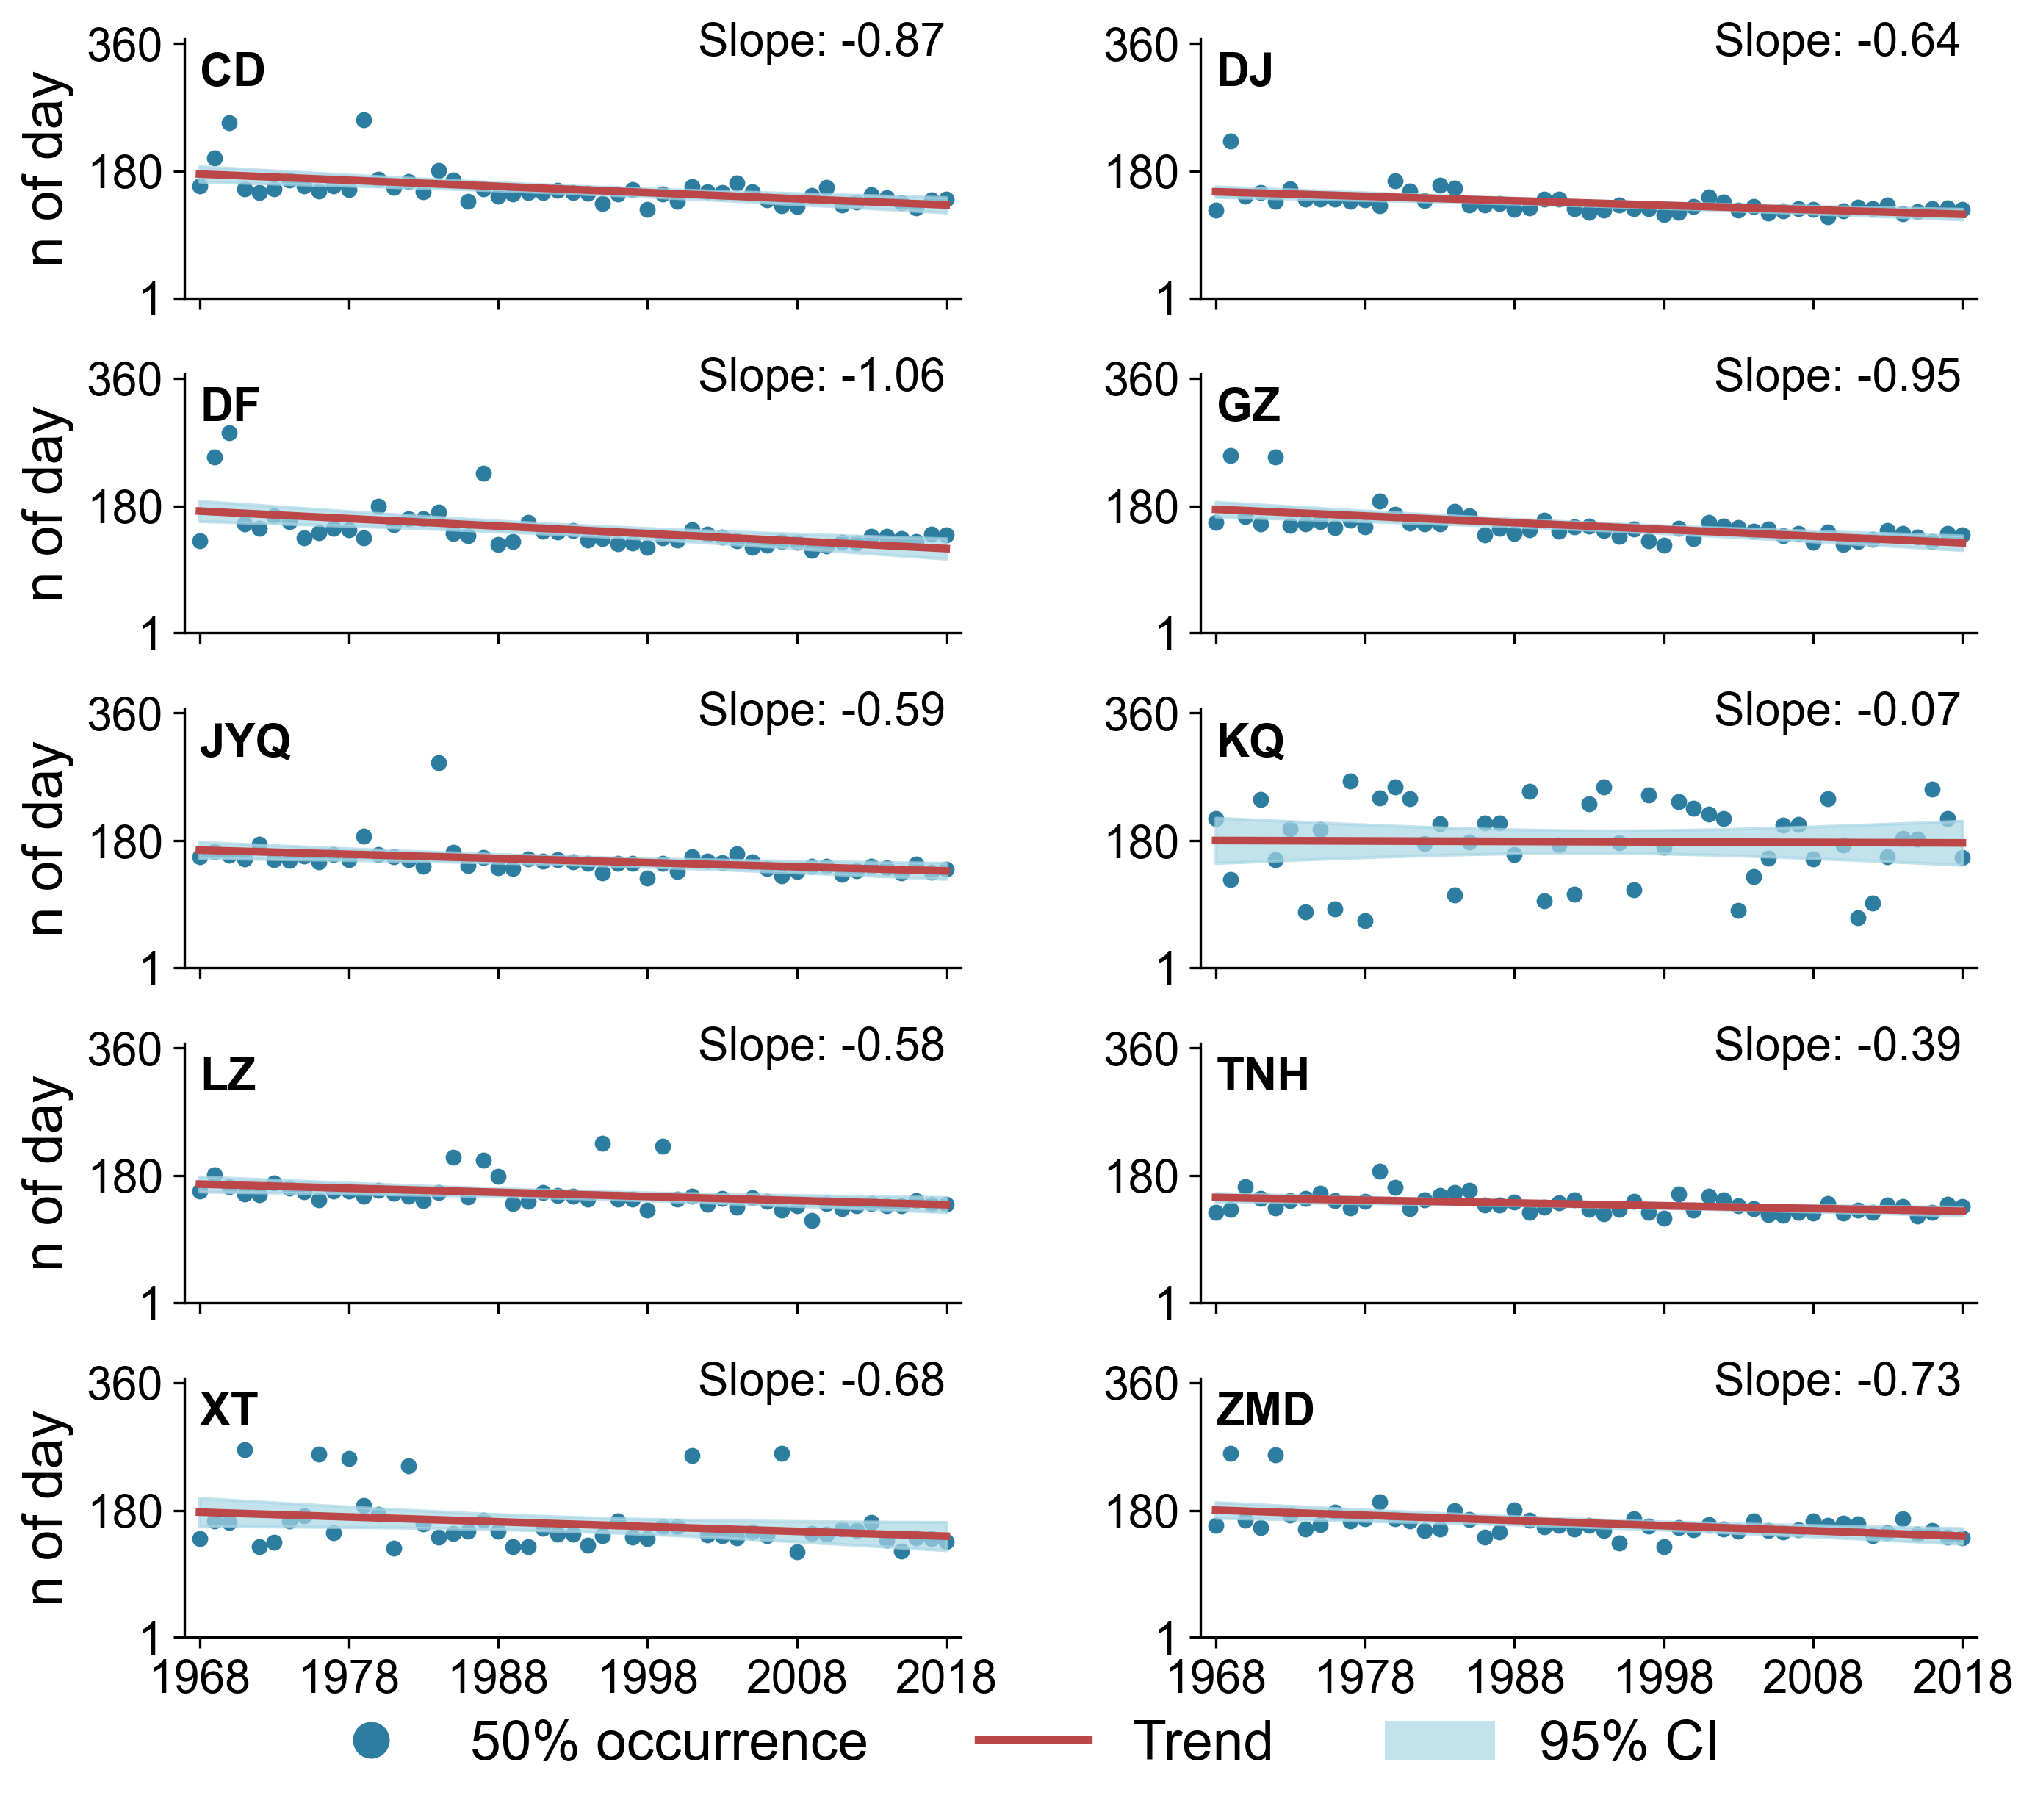 Slope: -0.87
360
CD
180
1
n of day
Slope: -0.64
360
DJ
180
1
Slope: -1.06
360
DF
180
1
n of day
Slope: -0.95
360
GZ
180
1
Slope: -0.59
360
JYQ
180
1
n of day
Slope: -0.07
360
KQ
180
1
Slope: -0.58
360
LZ
180
1
n of day
Slope: -0.39
360
TNH
180
1
Slope: -0.68
360
XT
180
1
n of day
1968 1978 1988 1998 2008 2018
Slope: -0.73
360
ZMD
180
1
1968 1978 1988 1998 2008 2018
50% occurrence Trend 95% CI